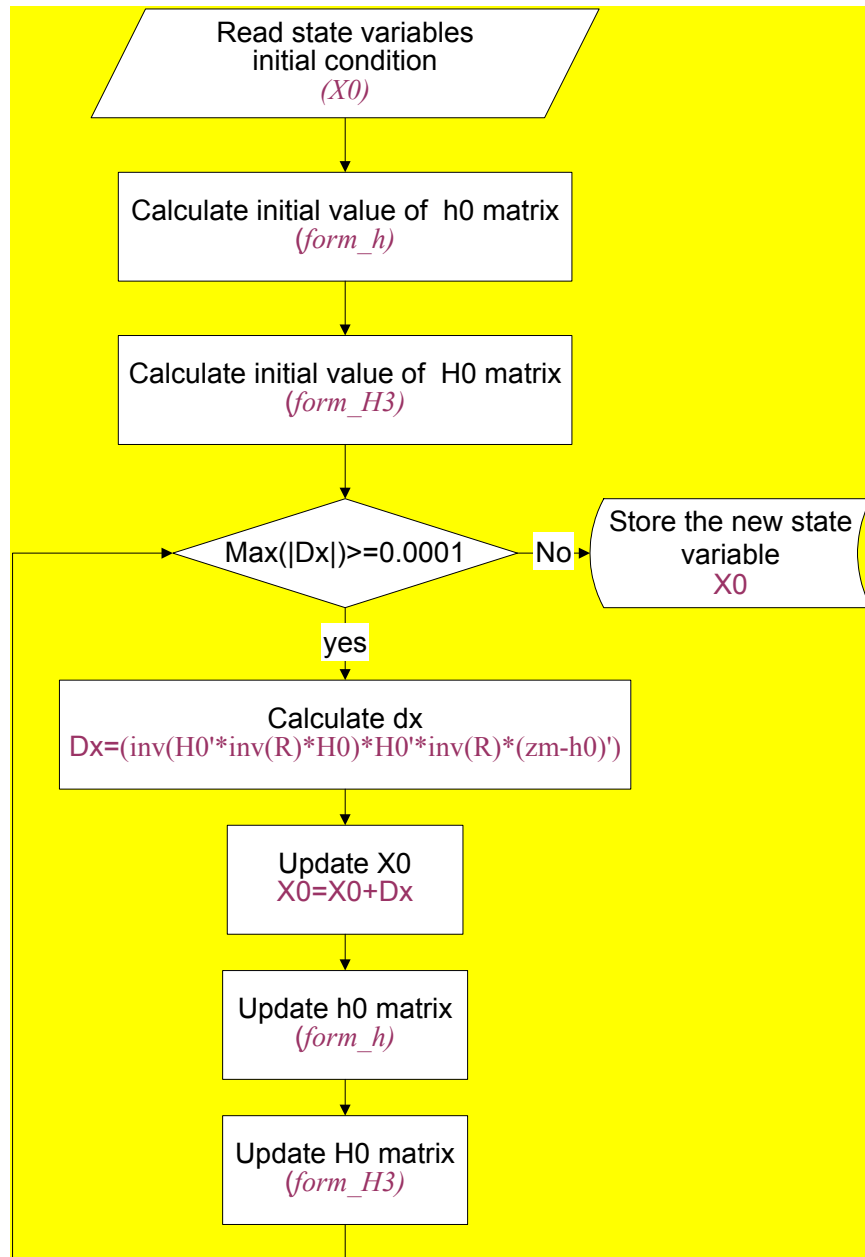 Read state variables
initial condition
(X0)
Calculate initial value of h0 matrix
(form_h)
Calculate initial value of H0 matrix
(form_H3)
Max(|Dx|)>=0.0001
No
Store the new state
variable
X0
yes
Calculate dx
Dx=(inv(H0'*inv(R)*H0)*H0'*inv(R)*(zm-h0)')
Update X0
X0=X0+Dx
Update h0 matrix
(form_h)
Update H0 matrix
(form_H3)